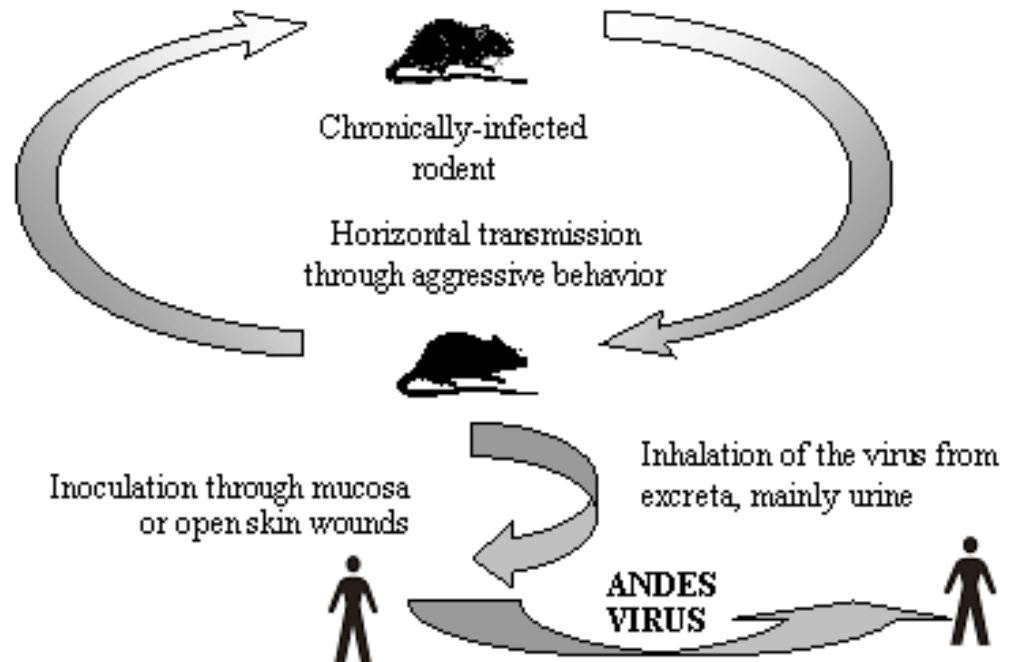 Chronically-infected
rodent
Horizontal transmission
through aggressive behavior
Inhalation of the virus from
excreta, mainly urine
Inoculation through mucosa
or open skin wounds
ANDES
VIRUS